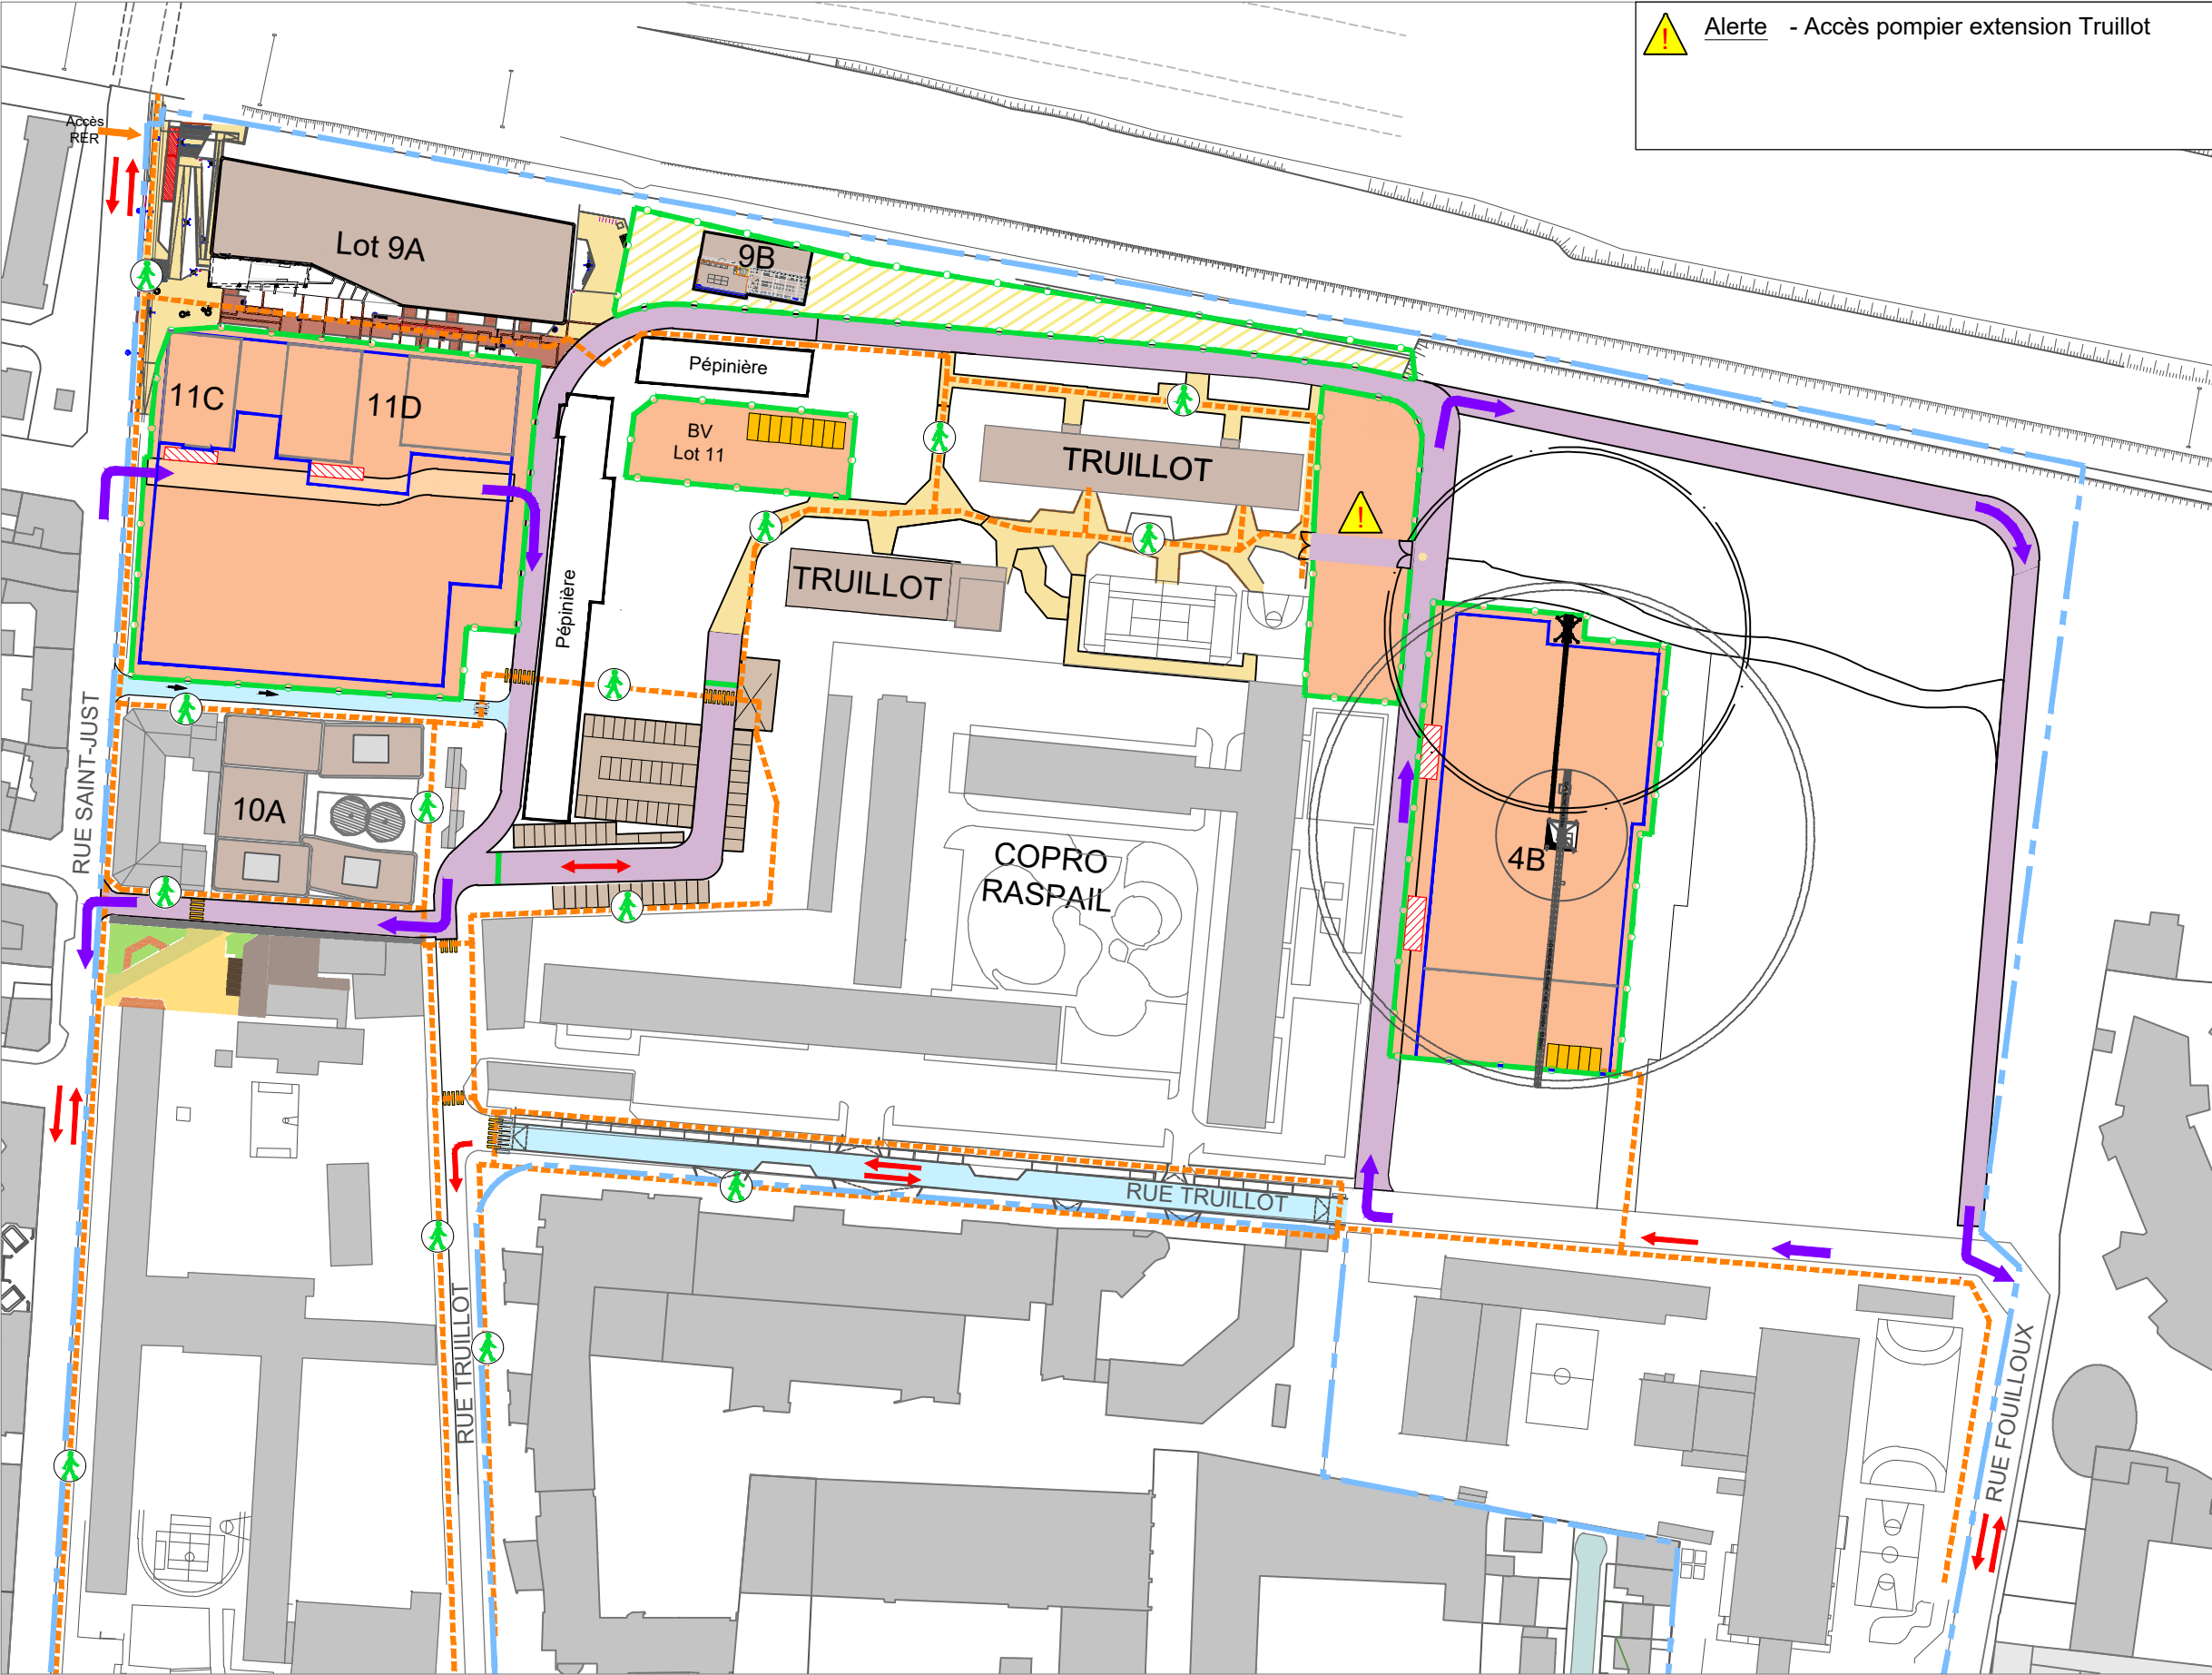 Alerte - Accès pompier extension Truillot
Accès
RER
Lot 9A
9B
Pépinière
11C
11D
BV
Lot 11
TRUILLOT
TRUILLOT
Pépinière
RUE SAINT-JUST
10A
COPRO
RASPAIL
4B
RUE TRUILLOT
RUE TRUILLOT
RUE FOUILLOUX